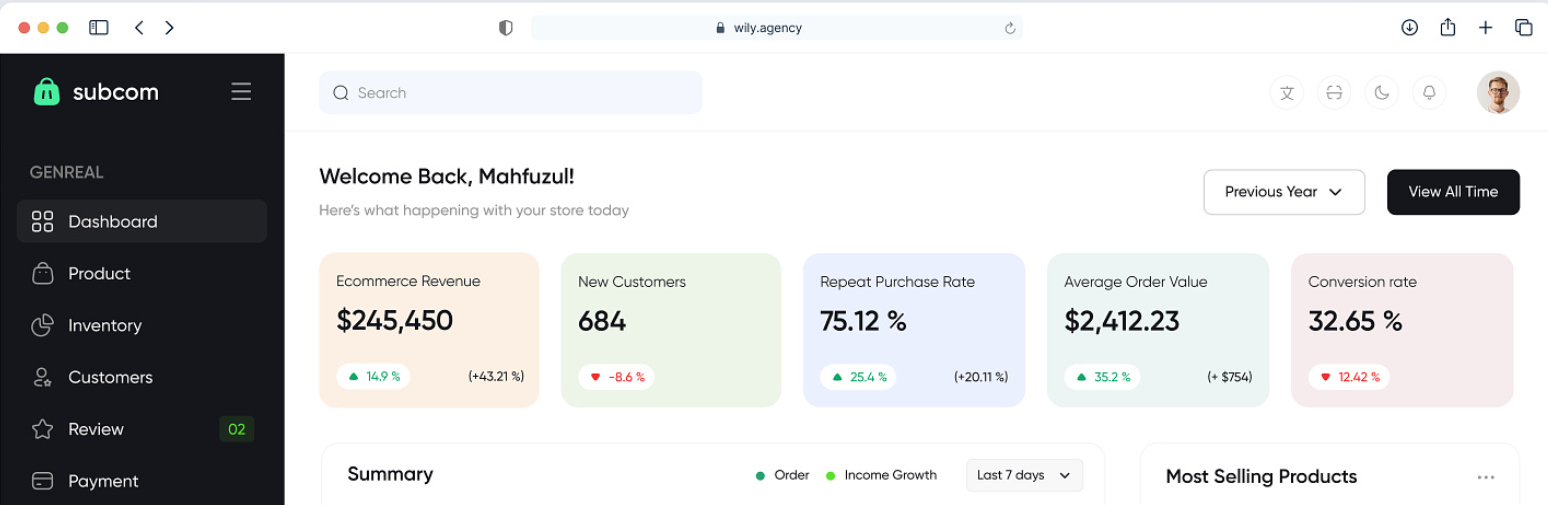 wily.agency
subcom
Search
文
GENREAL
Dashboard
Product
Inventory
Customers
Review 02
Payment
Welcome Back, Mahfuzul!
Here's what happening with your store today
Previous Year
View All Time
Ecommerce Revenue
$245,450
14.9 % (+43.21 %)
New Customers
684
-8.6 %
Repeat Purchase Rate
75.12 %
25.4 % (+20.11 %)
Average Order Value
$2,412.23
35.2 % (+ $754)
Conversion rate
32.65 %
12.42 %
Summary
Order
Income Growth
Last 7 days
Most Selling Products